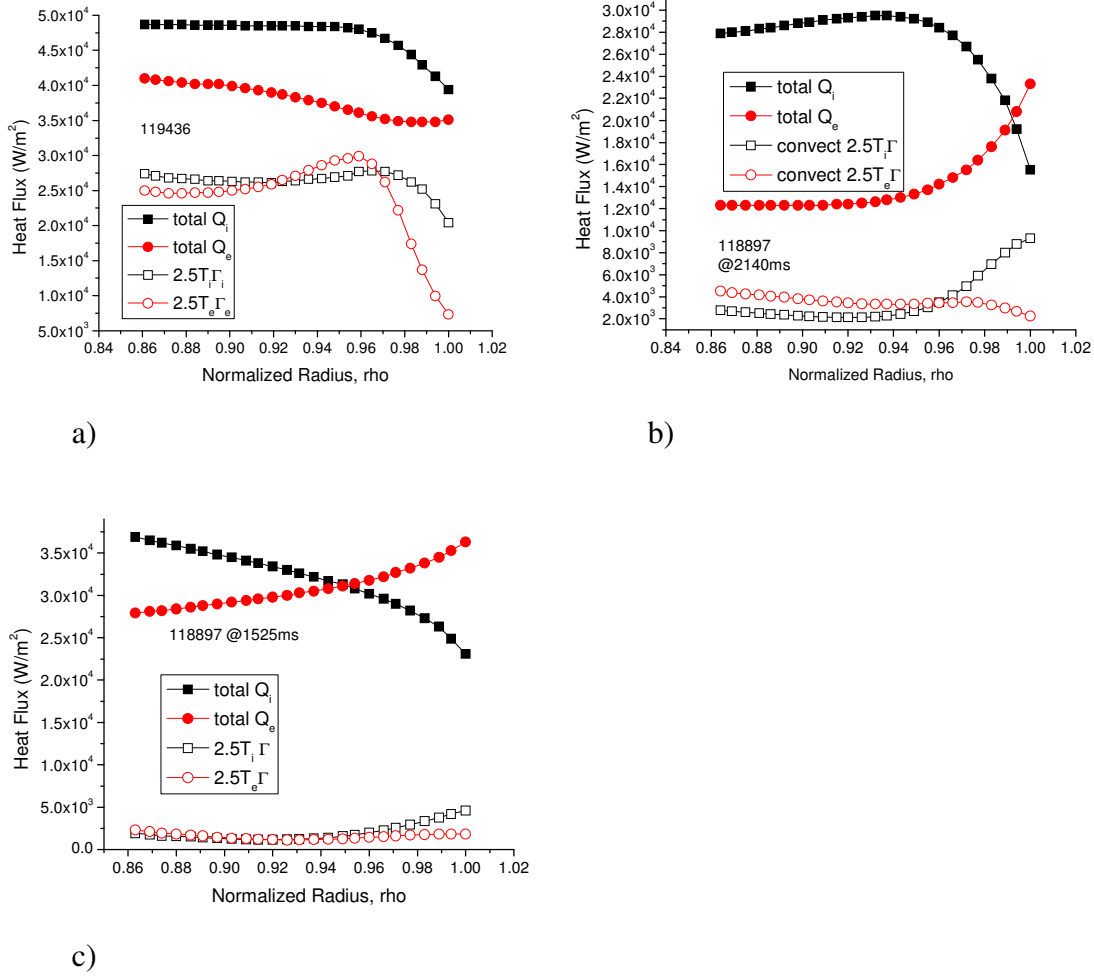 5.0x10⁴
4.5x10⁴
4.0x10⁴
3.5x10⁴
3.0x10⁴
2.5x10⁴
2.0x10⁴
1.5x10⁴
1.0x10⁴
5.0x10³
Heat Flux (W/m²)
119436
total Qᵢ
total Qₑ
2.5TᵢΓᵢ
2.5TₑΓₑ
0.84 0.86 0.88 0.90 0.92 0.94 0.96 0.98 1.00 1.02
Normalized Radius, rho
a)
3.0x10⁴
2.8x10⁴
2.6x10⁴
2.4x10⁴
2.2x10⁴
2.0x10⁴
1.8x10⁴
1.6x10⁴
1.4x10⁴
1.2x10⁴
1.0x10⁴
8.0x10³
6.0x10³
4.0x10³
2.0x10³
Heat Flux (W/m²)
total Qᵢ
total Qₑ
convect 2.5TᵢΓ
convect 2.5TₑΓ
118897
@2140ms
0.84 0.86 0.88 0.90 0.92 0.94 0.96 0.98 1.00 1.02
Normalized Radius, rho
b)
3.5x10⁴
3.0x10⁴
2.5x10⁴
2.0x10⁴
1.5x10⁴
1.0x10⁴
5.0x10³
0.0
Heat Flux (W/m²)
118897 @1525ms
total Qᵢ
total Qₑ
2.5Tᵢ Γ
2.5TₑΓ
0.86 0.88 0.90 0.92 0.94 0.96 0.98 1.00 1.02
Normalized Radius, rho
c)